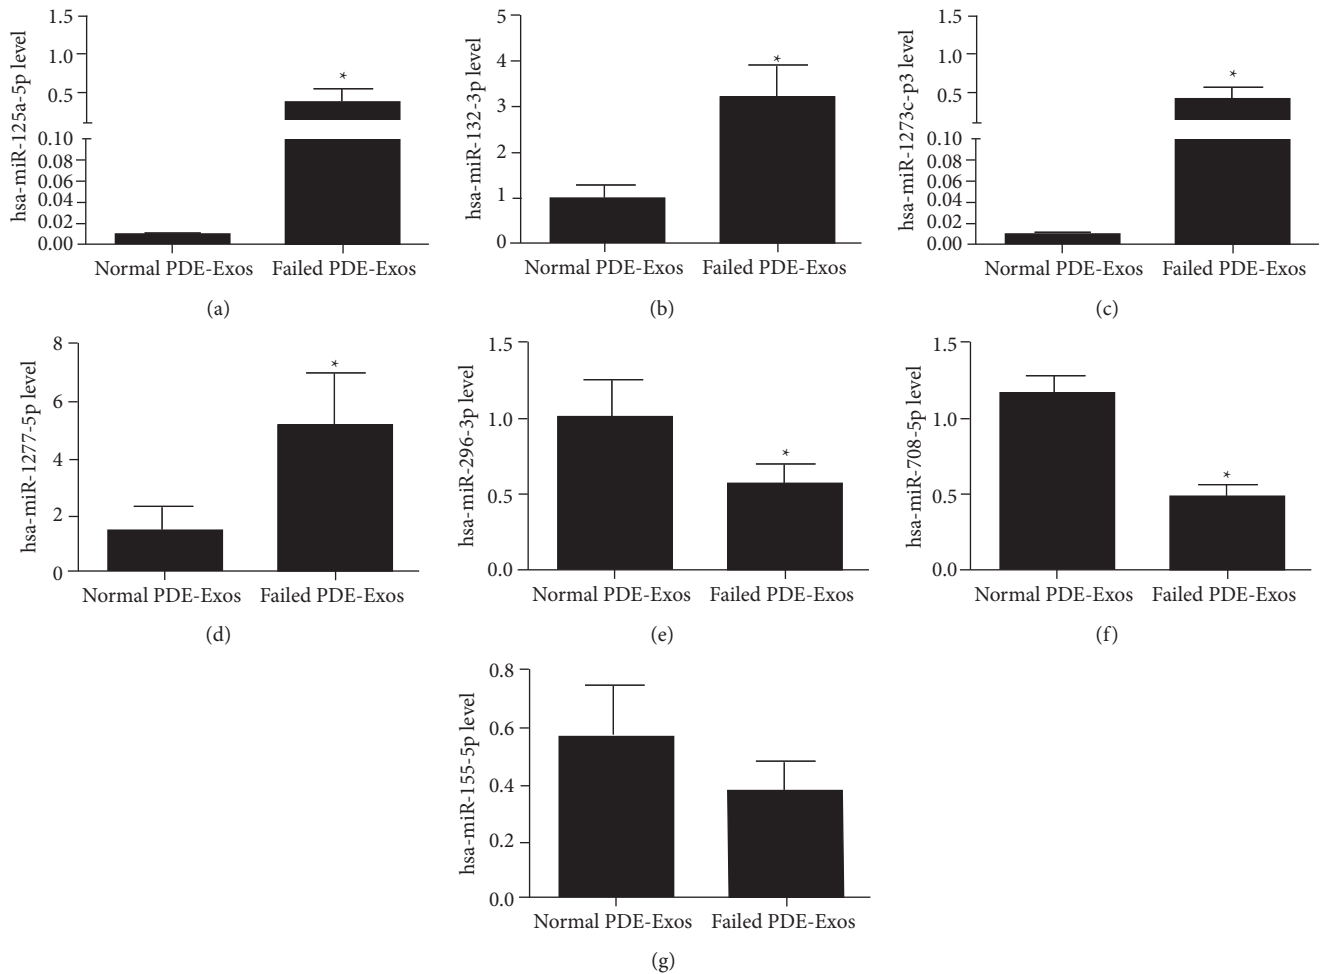 hsa-miR-125a-5p level
1.5
1.0
0.5
0.10
0.08
0.06
0.04
0.02
0.00
*
Normal PDE-Exos Failed PDE-Exos
(a)
hsa-miR-132-3p level
5
4
3
2
1
0
*
Normal PDE-Exos Failed PDE-Exos
(b)
hsa-miR-1273c-p3 level
1.5
1.0
0.5
0.10
0.08
0.06
0.04
0.02
0.00
*
Normal PDE-Exos Failed PDE-Exos
(c)
hsa-miR-1277-5p level
8
6
4
2
0
*
Normal PDE-Exos Failed PDE-Exos
(d)
hsa-miR-296-3p level
1.5
1.0
0.5
0.0
*
Normal PDE-Exos Failed PDE-Exos
(e)
hsa-miR-708-5p level
1.5
1.0
0.5
0.0
*
Normal PDE-Exos Failed PDE-Exos
(f)
hsa-miR-155-5p level
0.8
0.6
0.4
0.2
0.0
Normal PDE-Exos Failed PDE-Exos
(g)